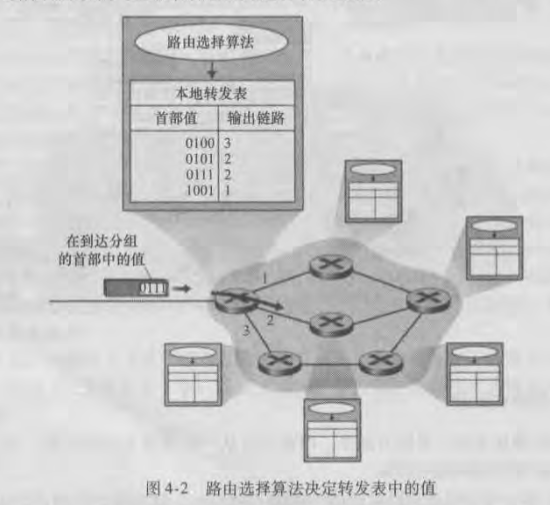 路由选择算法
本地转发表
首部值 输出链路
0100 3
0101 2
0111 2
1001 1
在到达分组
的首部中的值
011
1
2
3
图4-2 路由选择算法决定转发表中的值